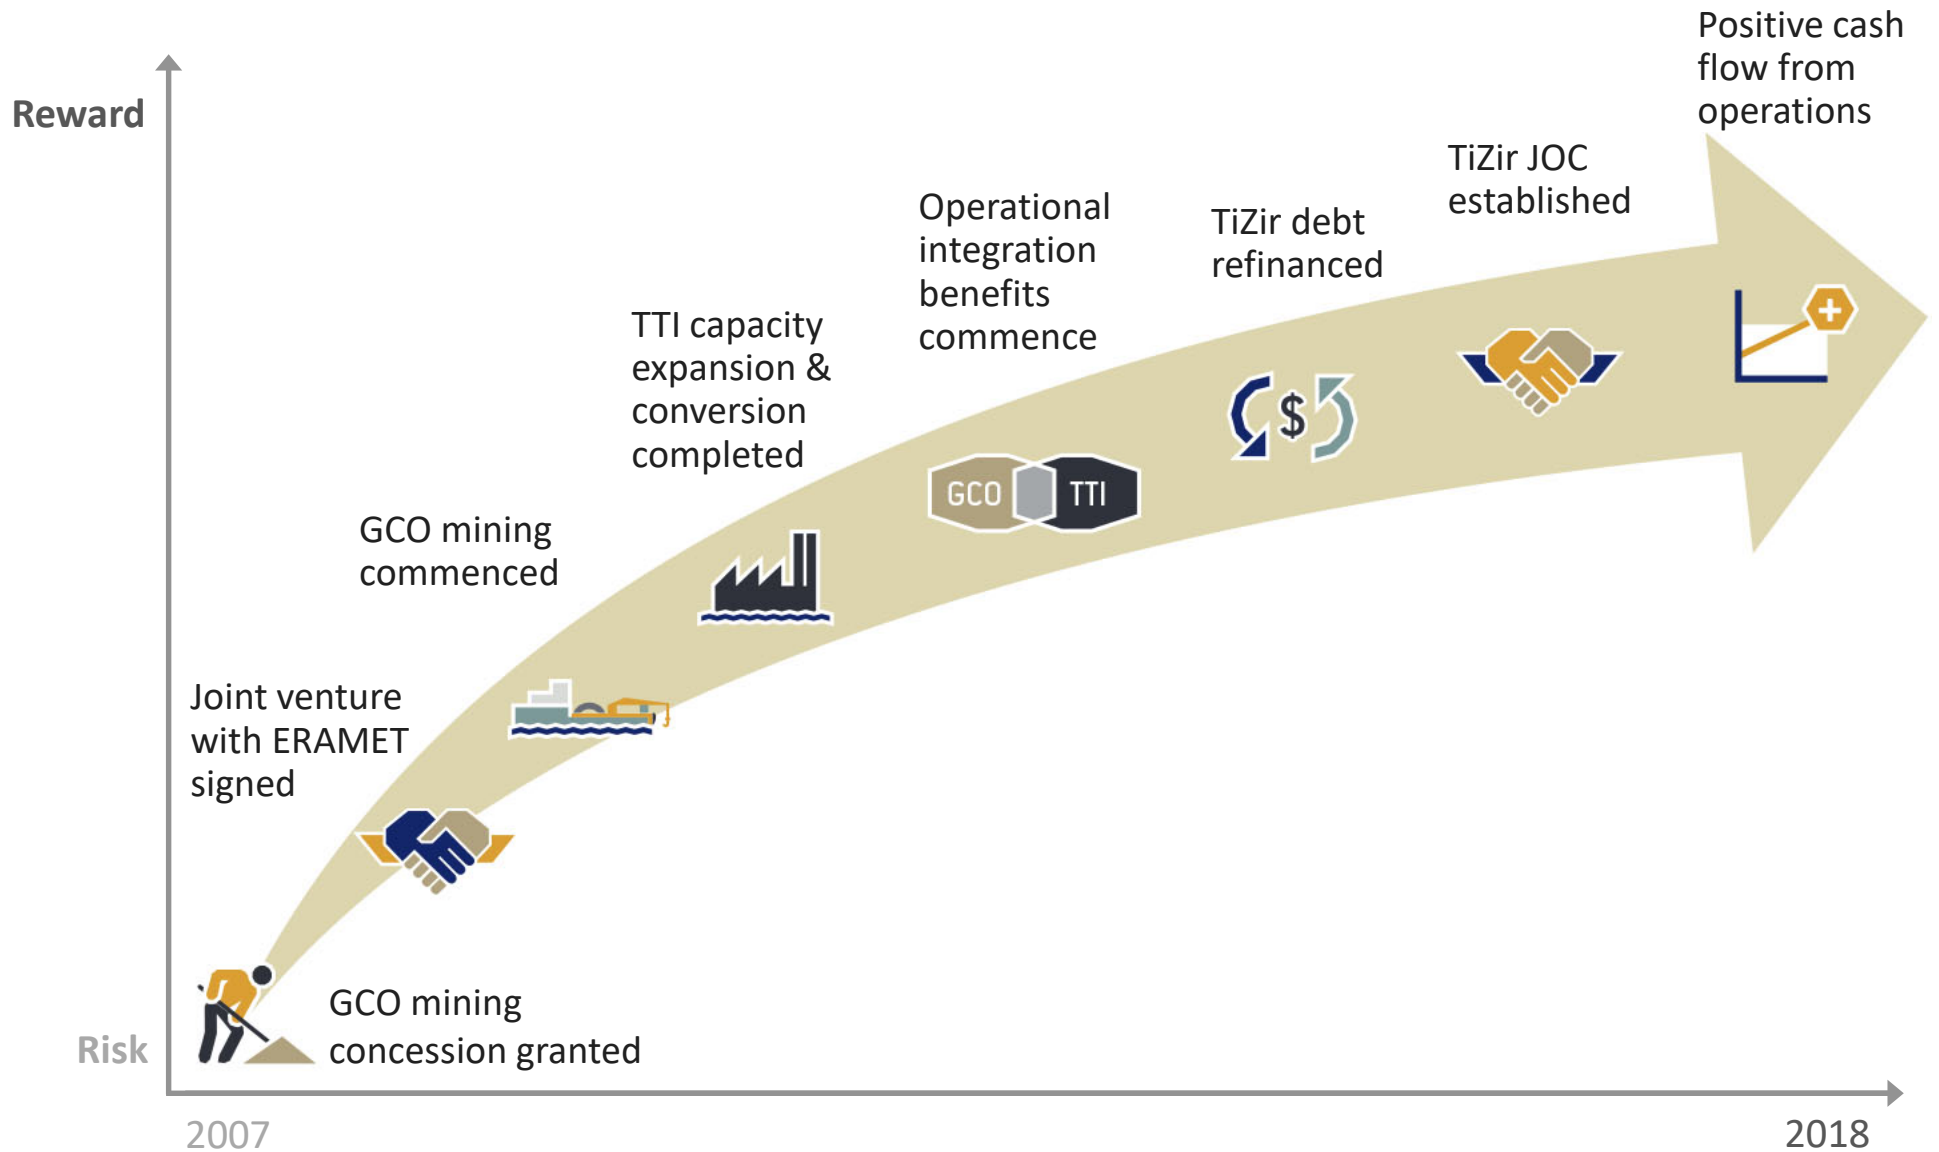 Reward
Risk
2007
2018
GCO mining
concession granted
Joint venture
with ERAMET
signed
GCO mining
commenced
TTI capacity
expansion &
conversion
completed
Operational
integration
benefits
commence
GCO
TTI
TiZir debt
refinanced
$
TiZir JOC
established
Positive cash
flow from
operations
+